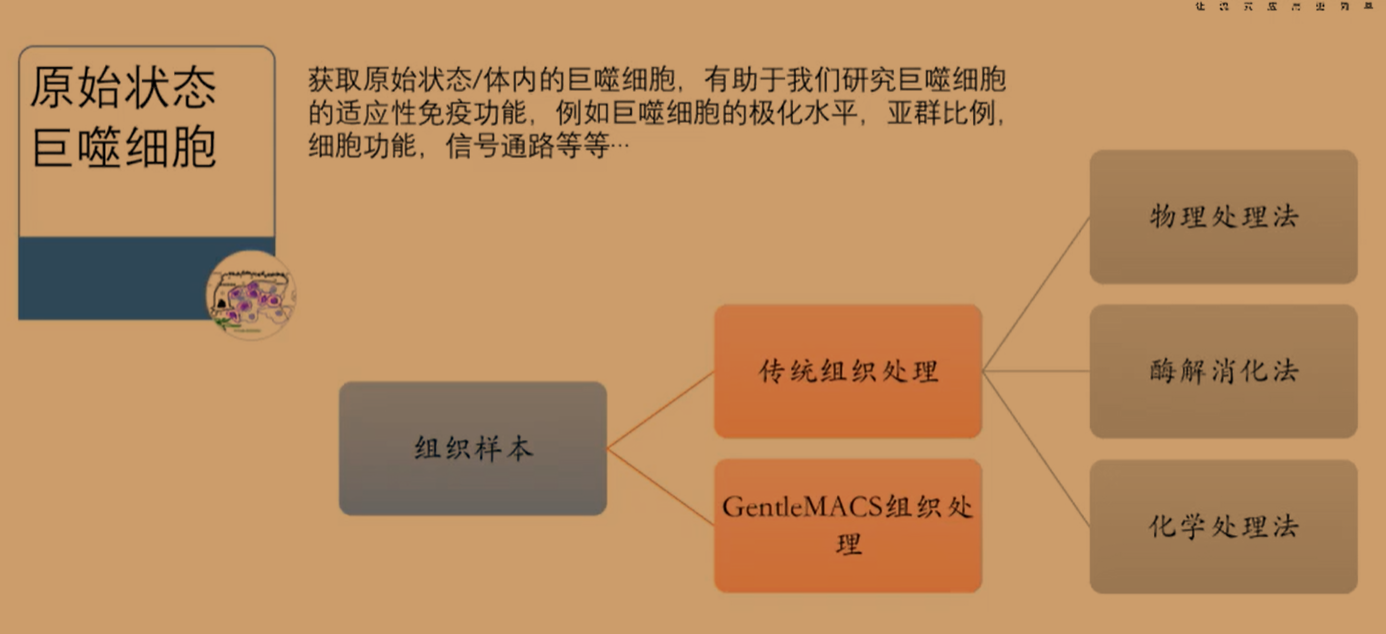 原始状态
巨噬细胞
获取原始状态/体内的巨噬细胞，有助于我们研究巨噬细胞
的适应性免疫功能，例如巨噬细胞的极化水平，亚群比例，
细胞功能，信号通路等等…
物理处理法
传统组织处理
酶解消化法
组织样本
GentleMACS组织处
理
化学处理法